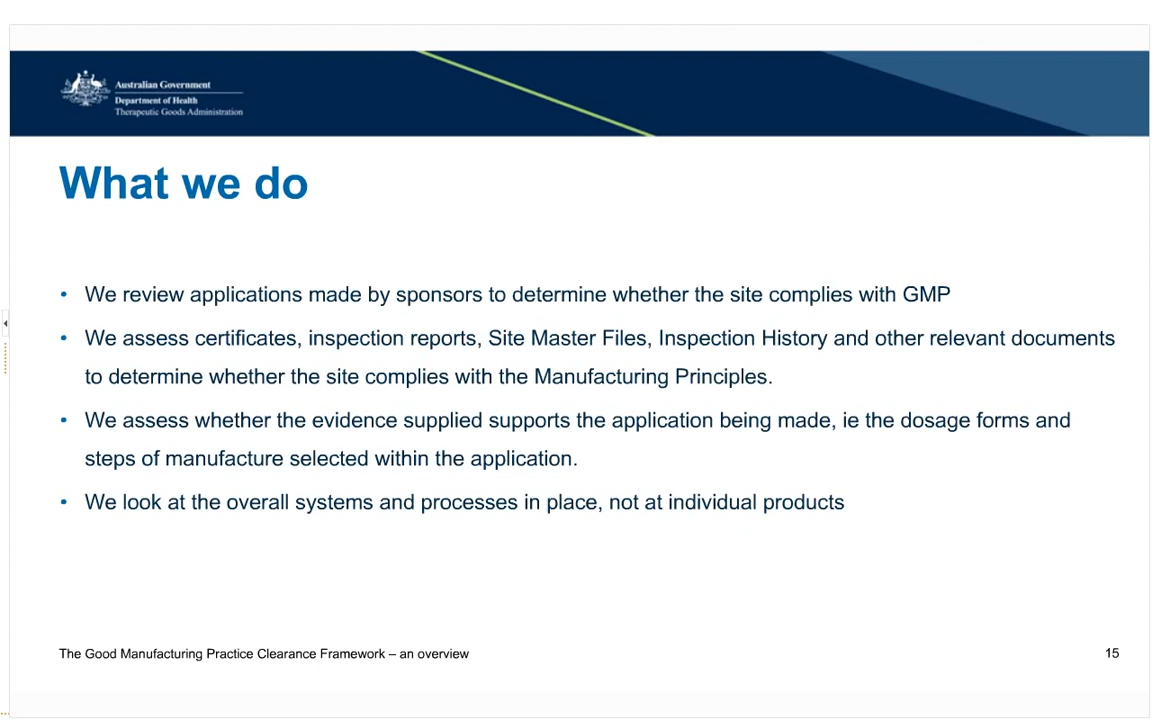 Australian Government
Department of Health
Therapeutic Goods Administration
What we do
• We review applications made by sponsors to determine whether the site complies with GMP
• We assess certificates, inspection reports, Site Master Files, Inspection History and other relevant documents
to determine whether the site complies with the Manufacturing Principles.
• We assess whether the evidence supplied supports the application being made, ie the dosage forms and
steps of manufacture selected within the application.
• We look at the overall systems and processes in place, not at individual products
The Good Manufacturing Practice Clearance Framework – an overview
15